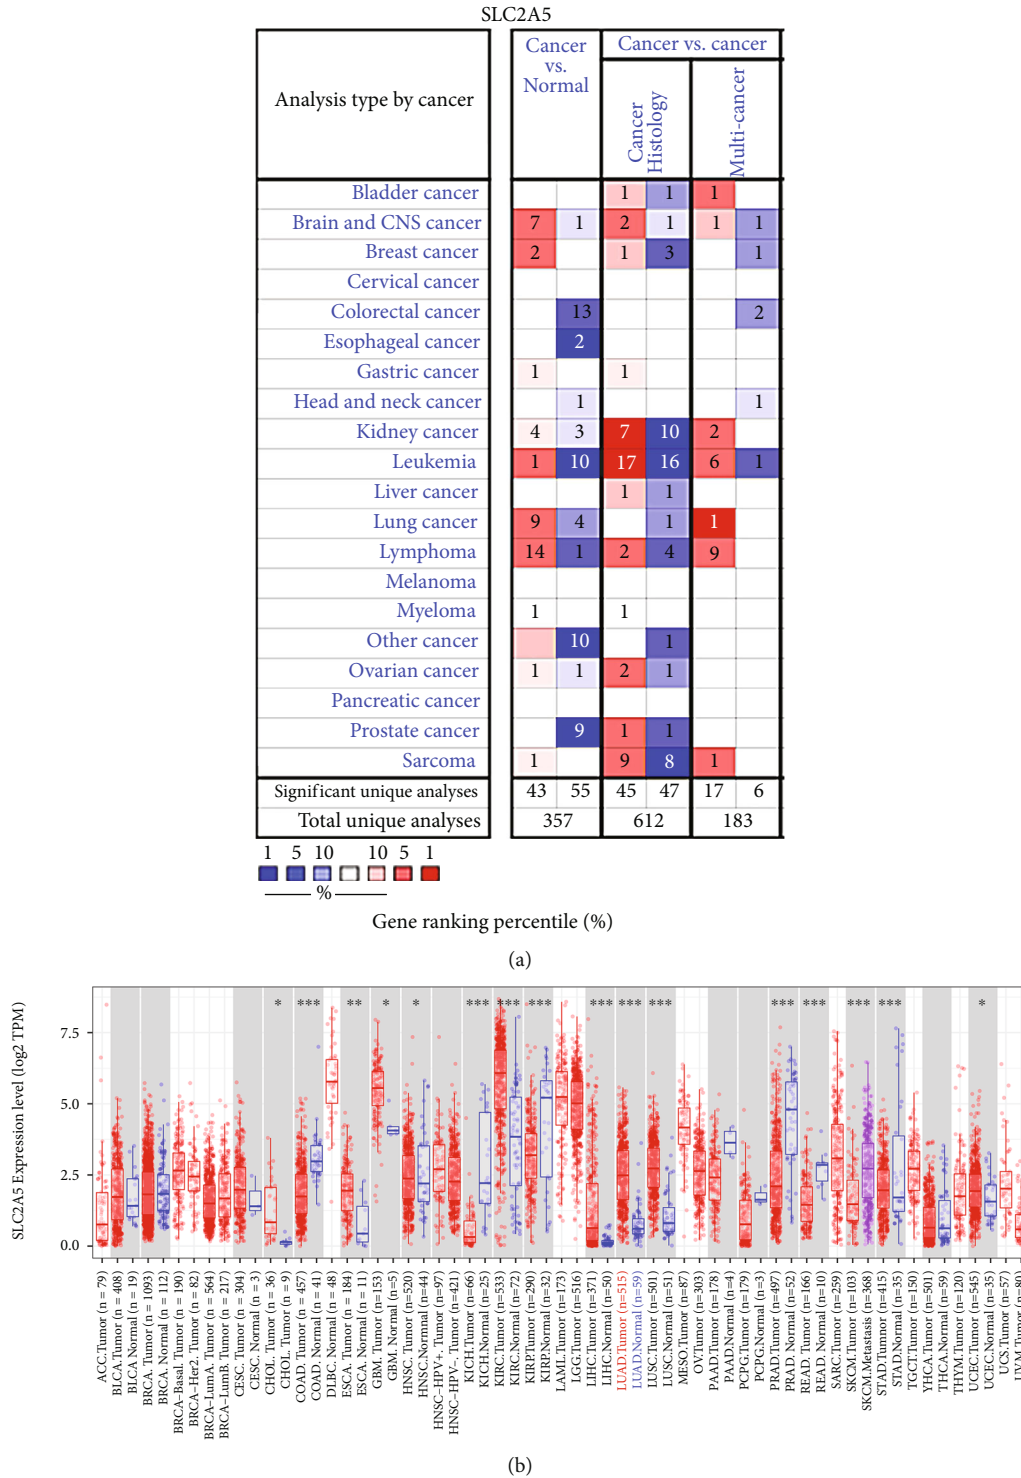 SLC2A5
Analysis type by cancer
Cancer vs. Normal
Cancer vs. cancer
Cancer Histology
Multi-cancer
Bladder cancer 1 1 1
Brain and CNS cancer 7 1 2 1 1 1
Breast cancer 2 1 3 1
Cervical cancer
Colorectal cancer 13 2
Esophageal cancer 2
Gastric cancer 1 1
Head and neck cancer 1 1
Kidney cancer 4 3 7 10 2
Leukemia 1 10 17 16 6 1
Liver cancer 1 1
Lung cancer 9 4 1 1
Lymphoma 14 1 2 4 9
Melanoma
Myeloma 1 1
Other cancer 10 1
Ovarian cancer 1 1 2 1
Pancreatic cancer
Prostate cancer 9 1 1
Sarcoma 1 9 8 1
Significant unique analyses 43 55 45 47 17 6
Total unique analyses 357 612 183
1 5 10 10 5 1
%
Gene ranking percentile (%)
(a)
SLC2A5 Expression level (log2 TPM)
7.5
5.0
2.5
0.0
* *** ** * * *** *** *** *** *** *** *** *** *** *** *
ACC.Tumor (n = 79)
BLCA.Tumor (n = 408)
BLCA Normal (n = 19)
BRCA. Tumor (n = 1093)
BRCA. Normal (n = 112)
BRCA-Basal. Tumor (n = 190)
BRCA-Her2. Tumor (n = 82)
BRCA-LumA. Tumor (n = 564)
BRCA-LumB. Tumor (n = 217)
CESC. Tumor (n = 304)
CESC. Normal (n = 3)
CHOL. Tumor (n = 36)
CHOL. Tumor (n = 9)
COAD. Tumor (n = 457)
COAD. Normal (n = 41)
DLBC. Normal (n = 48)
ESCA. Tumor (n = 184)
ESCA. Normal (n = 11)
GBM. Tumor (n=153)
GBM. Normal (n=5)
HNSC. Tumor (n=520)
HNSC.Normal (n=44)
HNSC-HPV+. Tumor (n=97)
HNSC-HPV-. Tumor (n=421)
KICH.Tumor (n=66)
KICH.Normal (n=25)
KIRC.Tumor (n=533)
KIRC.Normal (n=72)
KIRP.Tumor (n=290)
KIRP.Normal (n=32)
LAML.Tumor (n=173)
LGG.Tumor (n=516)
LIHC.Tumor (n=371)
LIHC.Normal (n=50)
LUAD.Tumor (n=515)
LUAD.Normal (n=59)
LUSC.Tumor (n=501)
LUSC.Normal (n=51)
MESO.Tumor (n=87)
OV.Tumor (n=303)
PAAD.Tumor (n=178)
PAAD.Normal (n=4)
PCPG.Tumor (n=179)
PCPG.Normal (n=3)
PRAD.Tumor (n=497)
PRAD. Normal (n=52)
READ. Tumor (n=166)
READ. Normal (n=10)
SARC.Tumor (n=259)
SKCM.Tumor (n=103)
SKCM.Metastasis (n=368)
STAD.Tumor (n=415)
STAD.Normal (n=35)
TGCT.Tumor (n=150)
YHCA.Tumor (n=501)
THCA.Normal (n=59)
THYM.Tumor (n=120)
UCEC.Tumor (n=545)
UCEC.Normal (n=35)
UCS.Tumor (n=57)
UVM.Tumor (n=80)
(b)